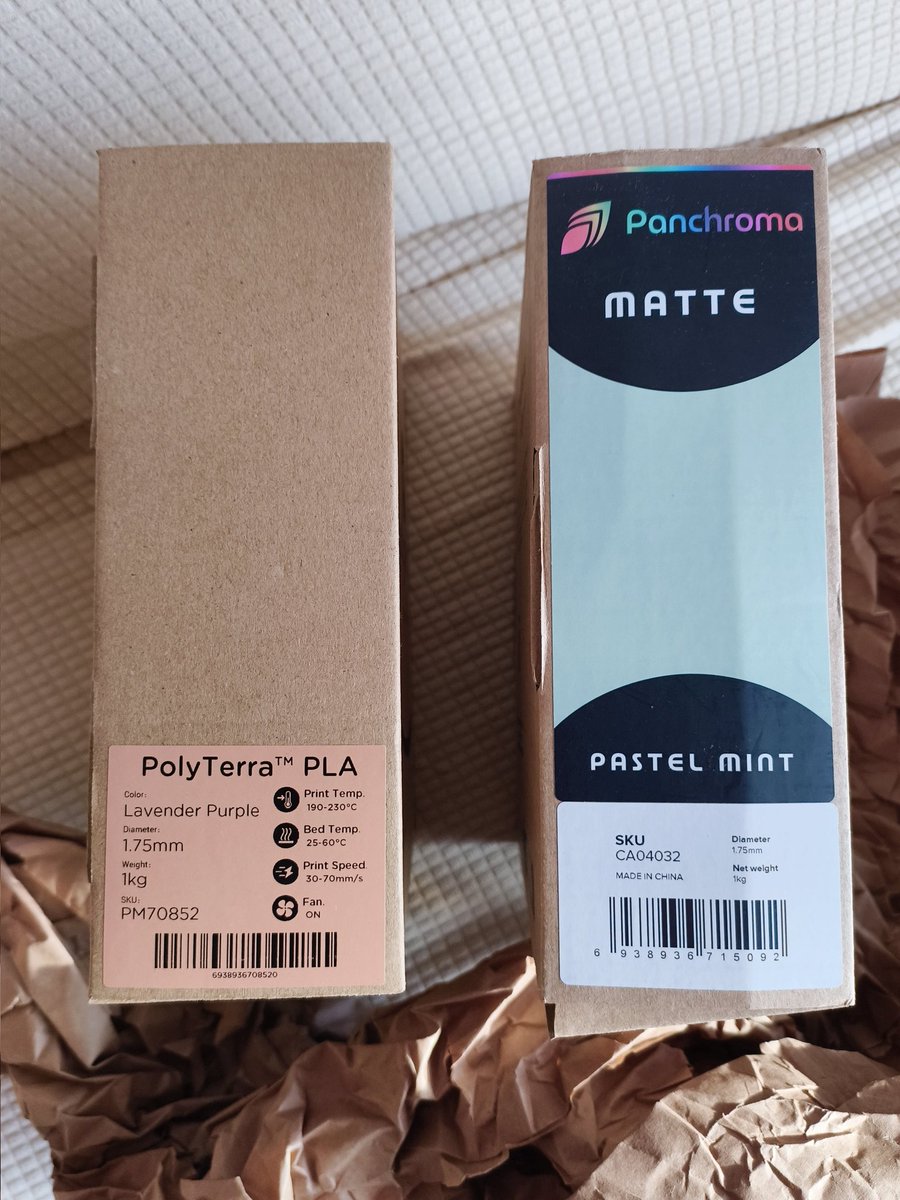 PolyTerra™ PLA
Color:
Lavender Purple
Diameter:
1.75mm
Weight:
1kg
SKU:
PM70852
Print Temp.
190-230°C
Bed Temp.
25-60°C
Print Speed.
30-70mm/s
Fan.
ON
6938936708520
Panchroma
MATTE
PASTEL MINT
SKU
CA04032
MADE IN CHINA
Diameter
1.75mm
Net weight
1kg
6 938936 715092